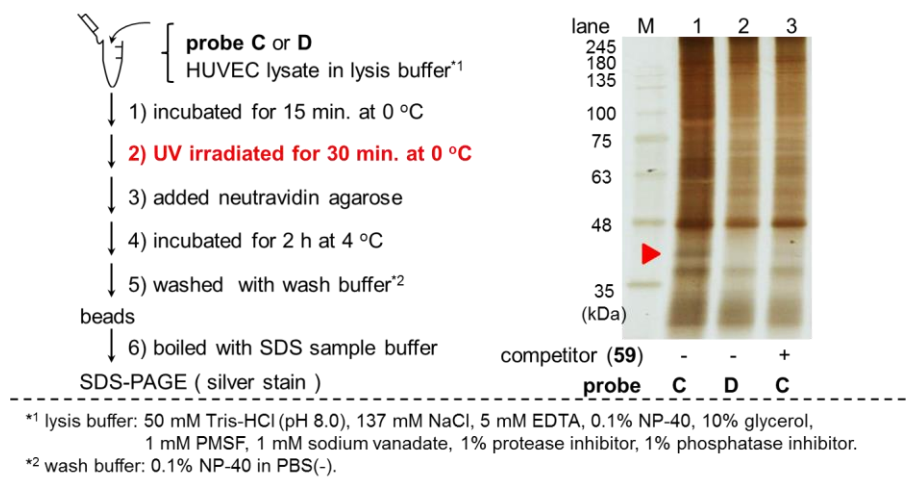 probe C or D
HUVEC lysate in lysis buffer*1
1) incubated for 15 min. at 0 oC
2) UV irradiated for 30 min. at 0 oC
3) added neutravidin agarose
4) incubated for 2 h at 4 oC
5) washed with wash buffer*2
beads
6) boiled with SDS sample buffer
SDS-PAGE ( silver stain )
lane M 1 2 3
245
180
135
100
75
63
48
35
(kDa)
competitor (59) - - +
probe C D C
*1 lysis buffer: 50 mM Tris-HCl (pH 8.0), 137 mM NaCl, 5 mM EDTA, 0.1% NP-40, 10% glycerol,
1 mM PMSF, 1 mM sodium vanadate, 1% protease inhibitor, 1% phosphatase inhibitor.
*2 wash buffer: 0.1% NP-40 in PBS(-).